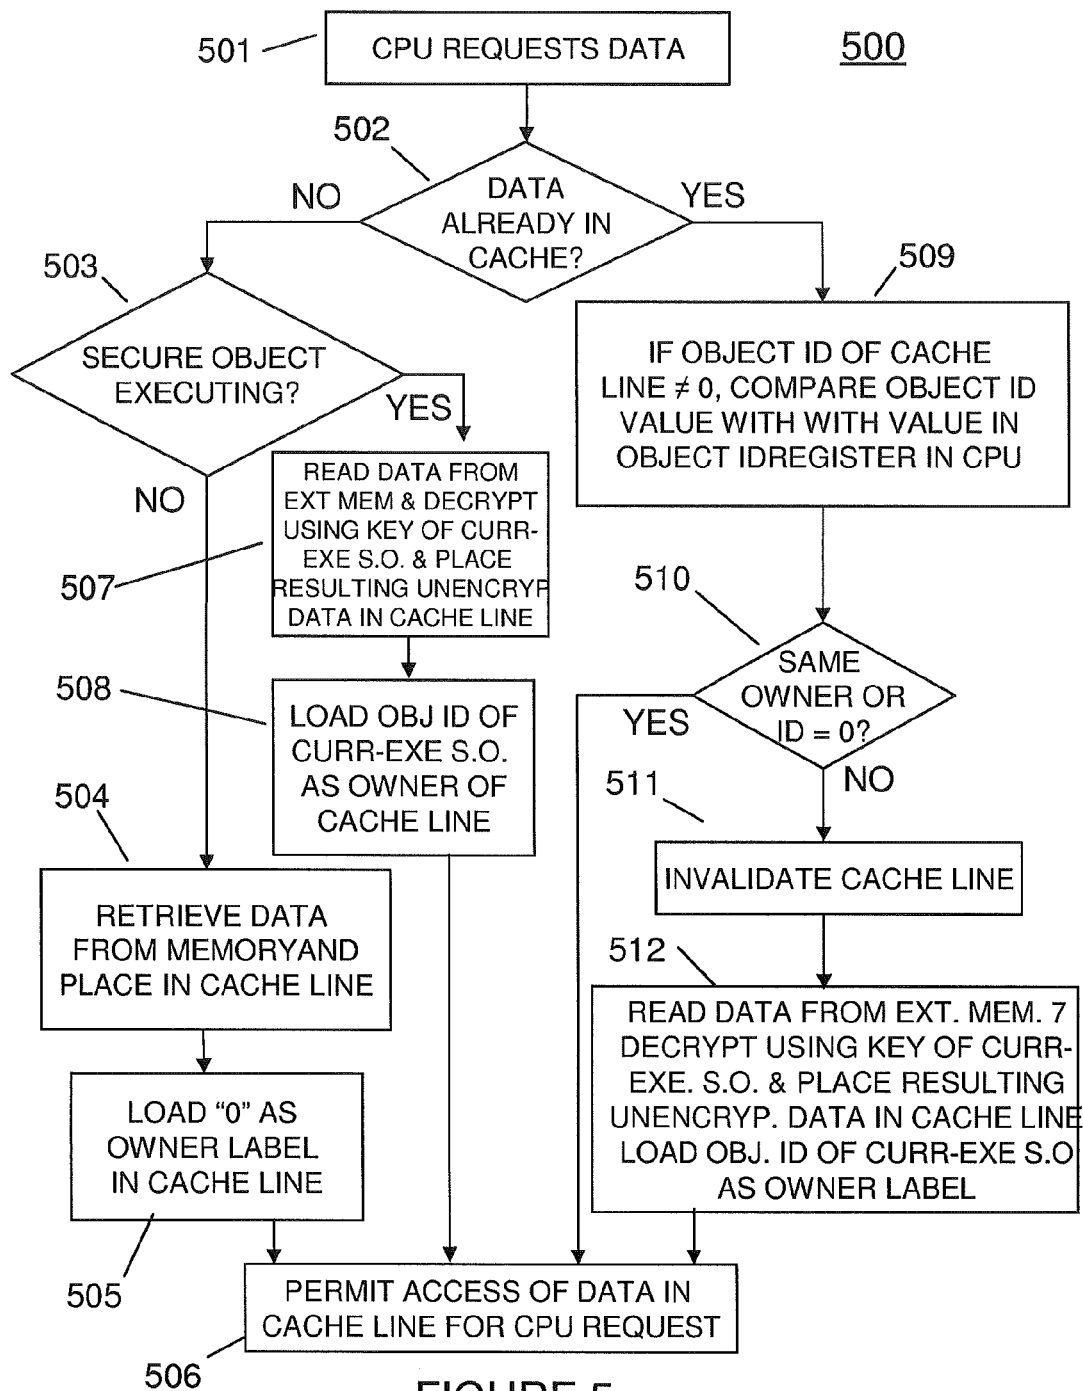 501
CPU REQUESTS DATA
500
502
NO
DATA
ALREADY IN
CACHE?
YES
503
SECURE OBJECT
EXECUTING?
YES
NO
509
IF OBJECT ID OF CACHE
LINE ≠ 0, COMPARE OBJECT ID
VALUE WITH WITH VALUE IN
OBJECT IDREGISTER IN CPU
507
READ DATA FROM
EXT MEM & DECRYPT
USING KEY OF CURR-
EXE S.O. & PLACE
RESULTING UNENCRYP
DATA IN CACHE LINE
510
SAME
OWNER OR
ID = 0?
YES
NO
508
LOAD OBJ ID OF
CURR-EXE S.O.
AS OWNER OF
CACHE LINE
511
INVALIDATE CACHE LINE
504
RETRIEVE DATA
FROM MEMORYAND
PLACE IN CACHE LINE
512
READ DATA FROM EXT. MEM. 7
DECRYPT USING KEY OF CURR-
EXE. S.O. & PLACE RESULTING
UNENCRYP. DATA IN CACHE LINE
LOAD OBJ. ID OF CURR-EXE S.O
AS OWNER LABEL
LOAD “0” AS
OWNER LABEL
IN CACHE LINE
505
PERMIT ACCESS OF DATA IN
CACHE LINE FOR CPU REQUEST
506
FIGURE 5